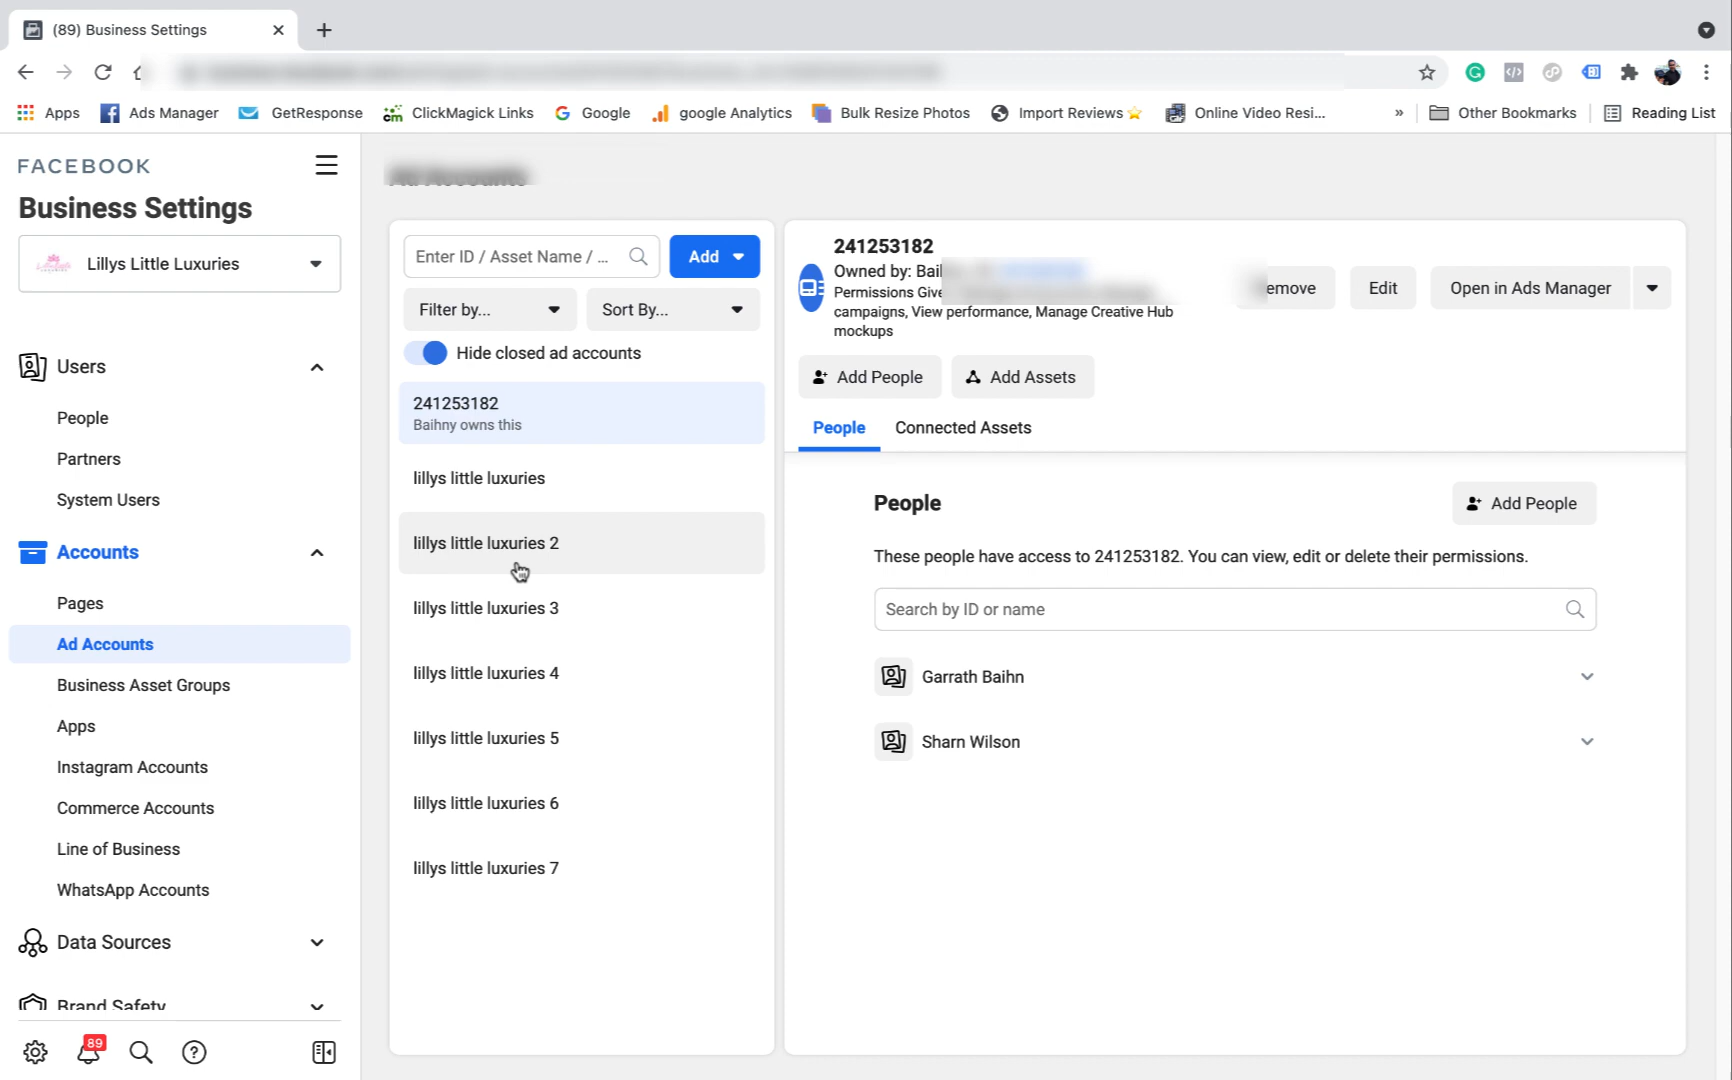 (89) Business Settings
Apps Ads Manager GetResponse ClickMagick Links Google google Analytics Bulk Resize Photos Import Reviews⭐ Online Video Resi... » Other Bookmarks Reading List
FACEBOOK
Business Settings
Lillys Little Luxuries
Users
People
Partners
System Users
Accounts
Pages
Ad Accounts
Business Asset Groups
Apps
Instagram Accounts
Commerce Accounts
Line of Business
WhatsApp Accounts
Data Sources
Brand Safety
89
Ad Accounts
Enter ID / Asset Name / ...
Add
Filter by...
Sort By...
Hide closed ad accounts
241253182
Baihny owns this
lillys little luxuries
lillys little luxuries 2
lillys little luxuries 3
lillys little luxuries 4
lillys little luxuries 5
lillys little luxuries 6
lillys little luxuries 7
241253182
Owned by:
Permissions
campaigns, View performance, Manage Creative Hub
mockups
Edit
Open in Ads Manager
Add People
Add Assets
People
Connected Assets
People
Add People
These people have access to 241253182. You can view, edit or delete their permissions.
Search by ID or name
Garrath Baihn
Sharn Wilson